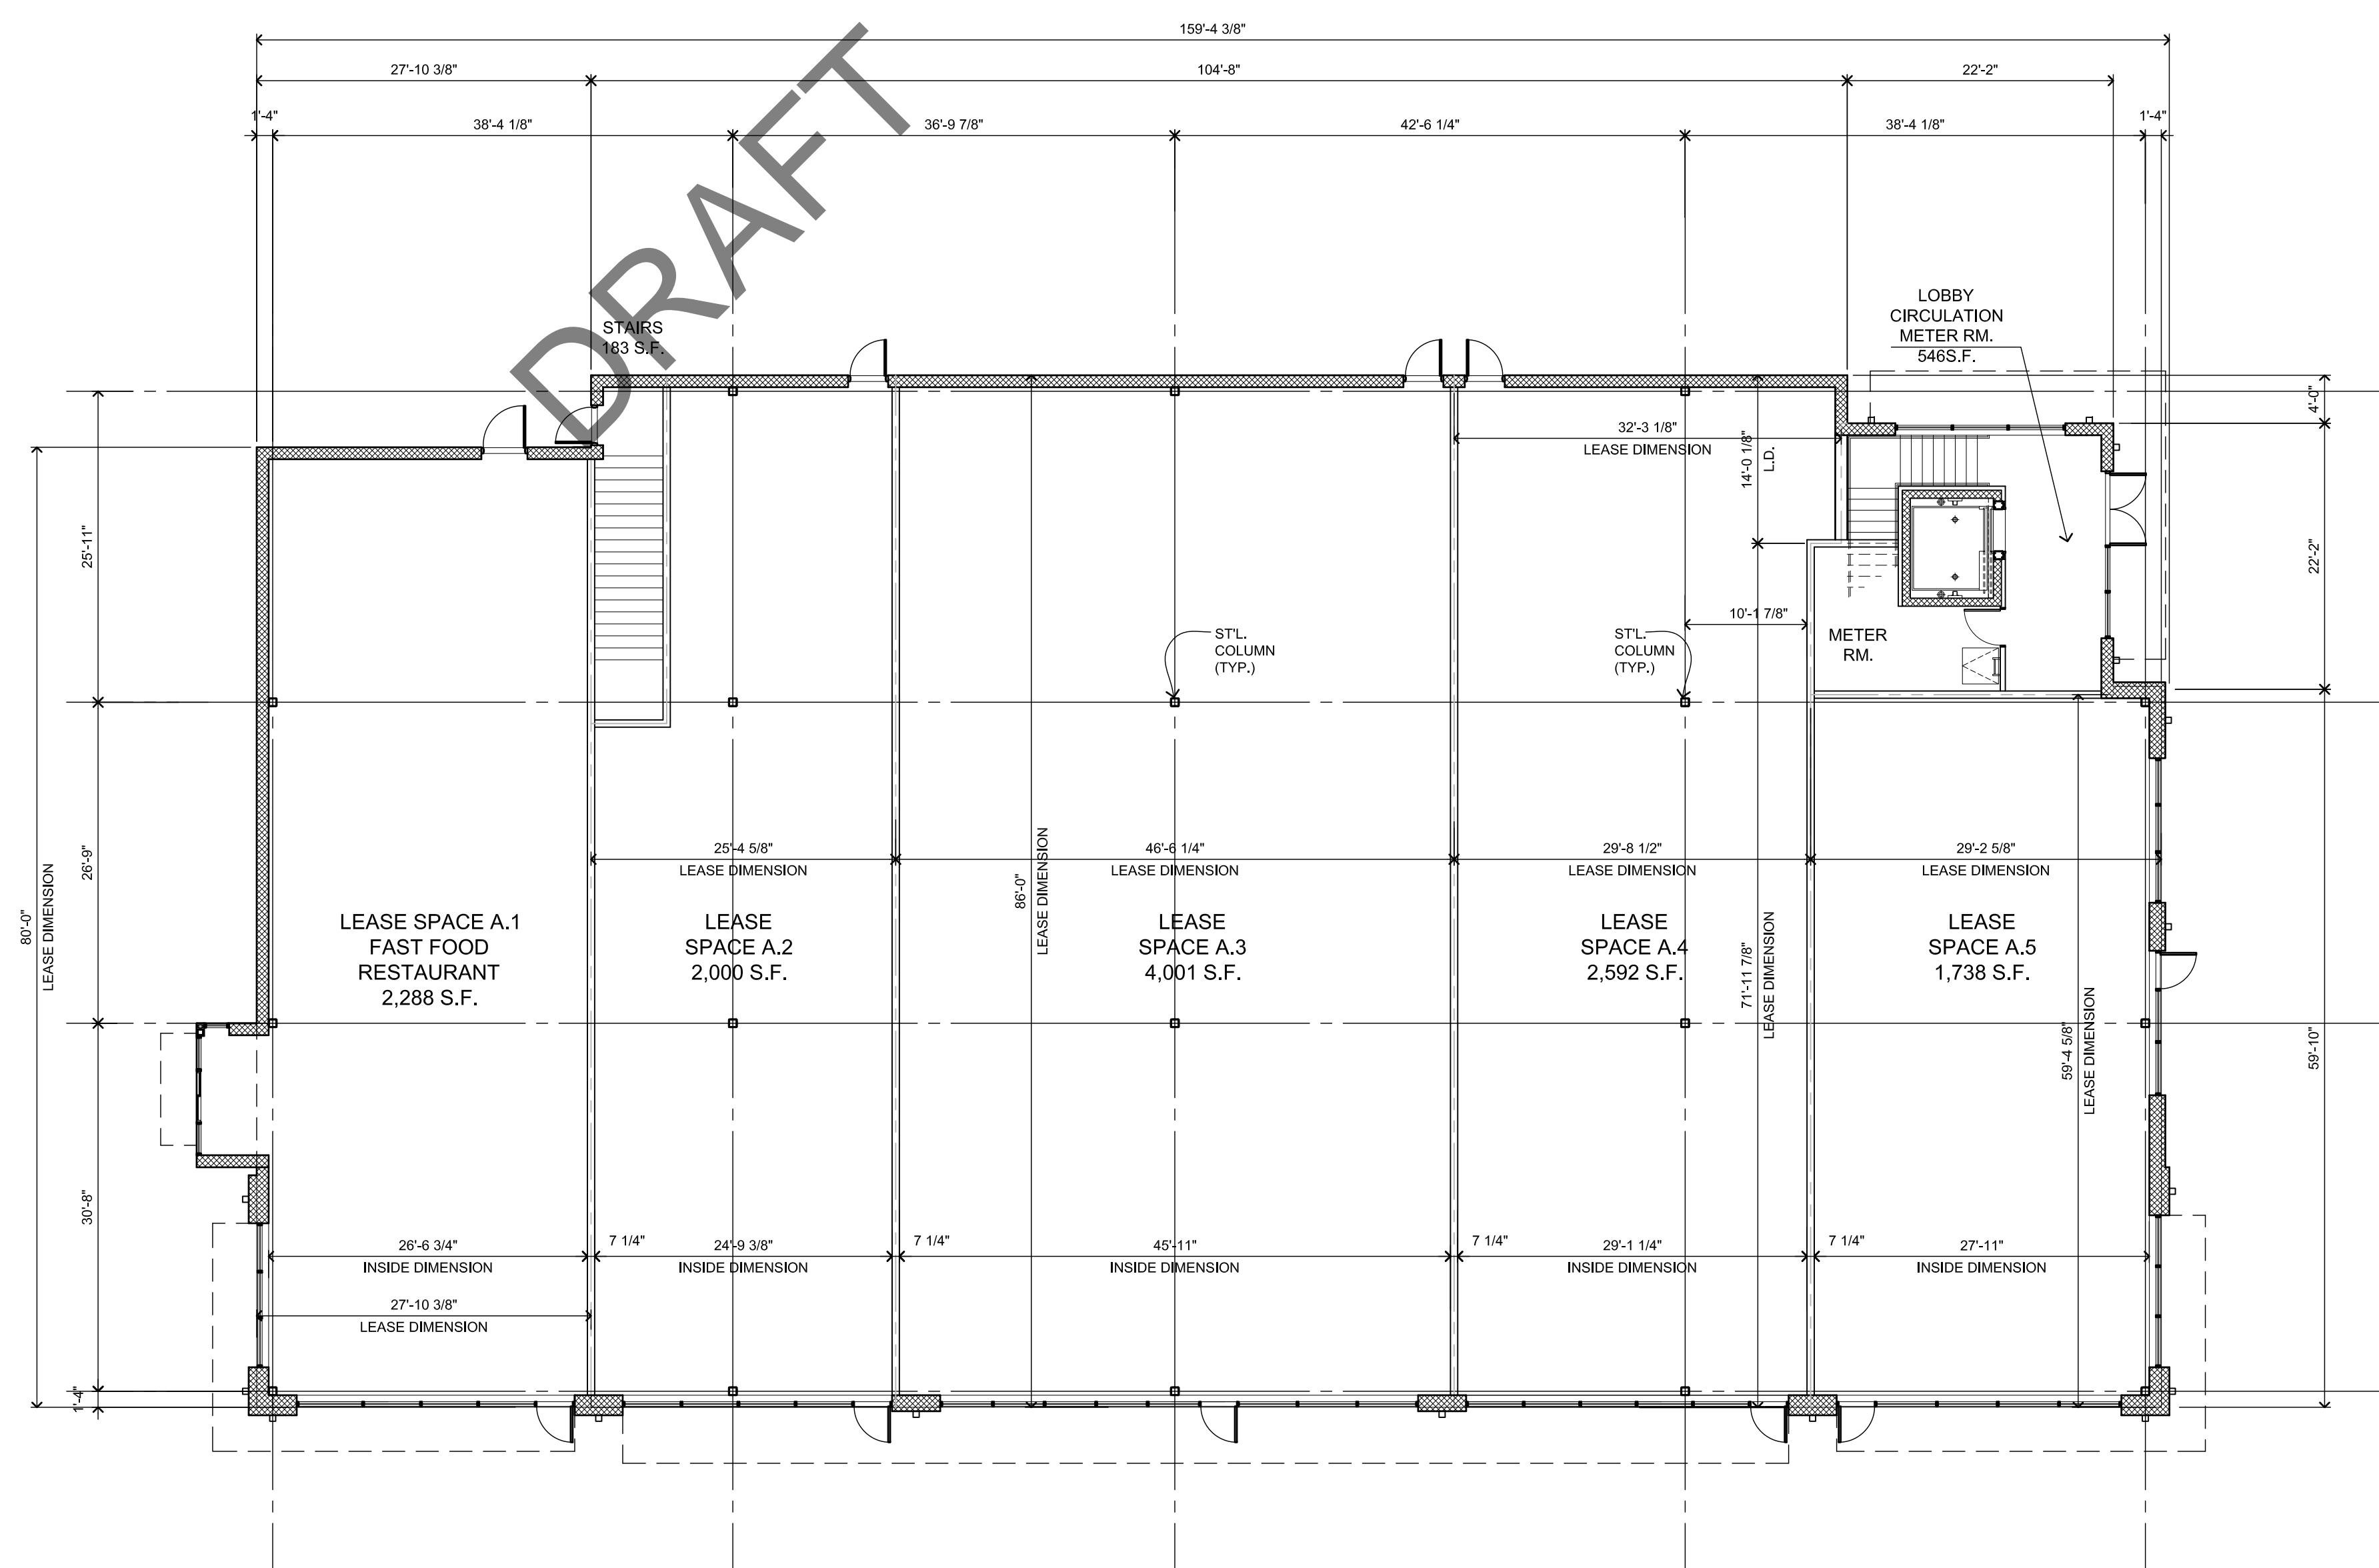 159'-4 3/8"
27'-10 3/8"
104'-8"
22'-2"
1'-4"
38'-4 1/8"
36'-9 7/8"
42'-6 1/4"
38'-4 1/8"
1'-4"
DRAFT
STAIRS
183 S.F.
LOBBY
CIRCULATION
METER RM.
546S.F.
4'-0"
32'-3 1/8"
LEASE DIMENSION
14'-0 1/8"
L.D.
25'-11"
22'-2"
10'-1 7/8"
ST'L.
COLUMN
(TYP.)
ST'L.
COLUMN
(TYP.)
METER
RM.
26'-9"
25'-4 5/8"
LEASE DIMENSION
46'-6 1/4"
LEASE DIMENSION
29'-8 1/2"
LEASE DIMENSION
29'-2 5/8"
LEASE DIMENSION
86'-0"
LEASE DIMENSION
80'-0"
LEASE DIMENSION
LEASE SPACE A.1
FAST FOOD
RESTAURANT
2,288 S.F.
LEASE
SPACE A.2
2,000 S.F.
LEASE
SPACE A.3
4,001 S.F.
LEASE
SPACE A.4
2,592 S.F.
LEASE
SPACE A.5
1,738 S.F.
71'-11 7/8"
LEASE DIMENSION
59'-4 5/8"
LEASE DIMENSION
59'-10"
30'-8"
26'-6 3/4"
INSIDE DIMENSION
7 1/4"
24'-9 3/8"
INSIDE DIMENSION
7 1/4"
45'-11"
INSIDE DIMENSION
7 1/4"
29'-1 1/4"
INSIDE DIMENSION
7 1/4"
27'-11"
INSIDE DIMENSION
27'-10 3/8"
LEASE DIMENSION
1'-4"